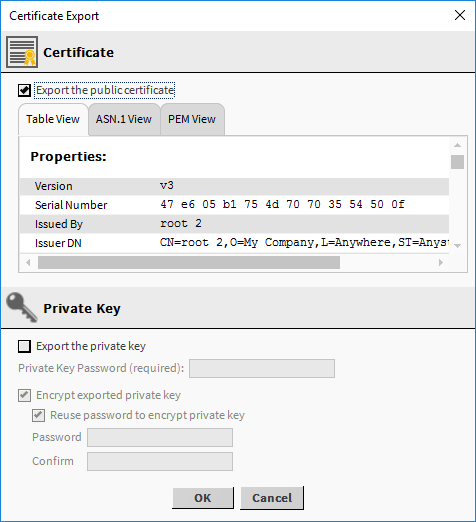 Certificate Export
Certificate
Export the public certificate
Table View ASN.1 View PEM View
Properties:
Version v3
Serial Number 47 e6 05 b1 75 4d 70 70 35 54 50 0f
Issued By root 2
Issuer DN CN=root 2,O=My Company,L=Anywhere,ST=Anys
Private Key
Export the private key
Private Key Password (required):
Encrypt exported private key
Reuse password to encrypt private key
Password
Confirm
OK Cancel